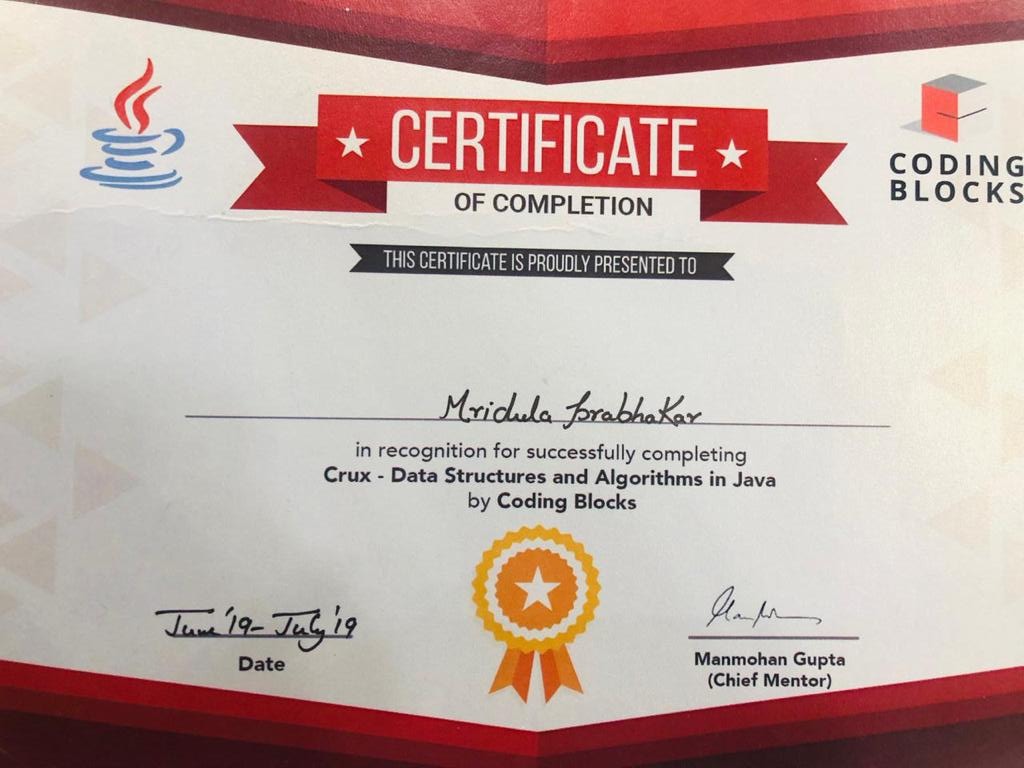 CERTIFICATE
OF COMPLETION
CODING
BLOCKS
THIS CERTIFICATE IS PROUDLY PRESENTED TO
Mridula Prabhakar
in recognition for successfully completing
Crux - Data Structures and Algorithms in Java
by Coding Blocks
June '19 - July '19
Date
Manmohan Gupta
(Chief Mentor)